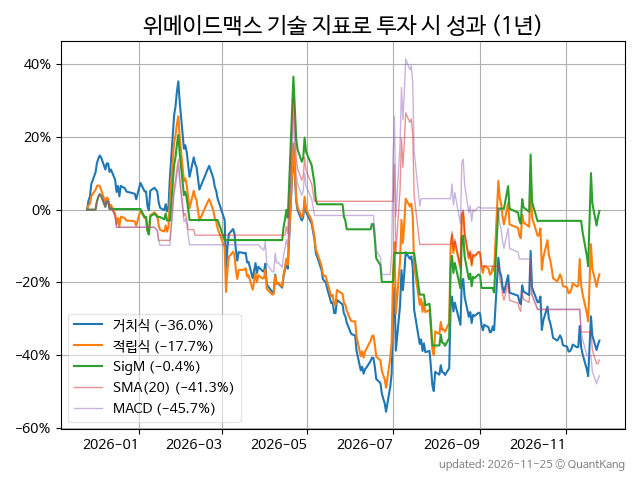 위메이드맥스 기술 지표로 투자 시 성과 (1년)
40%
20%
0%
−20%
−40%
−60%
거치식 (−36.0%)
적립식 (−17.7%)
SigM (−0.4%)
SMA(20) (−41.3%)
MACD (−45.7%)
2026-01 2026-03 2026-05 2026-07 2026-09 2026-11
updated: 2026-11-25 © QuantKang